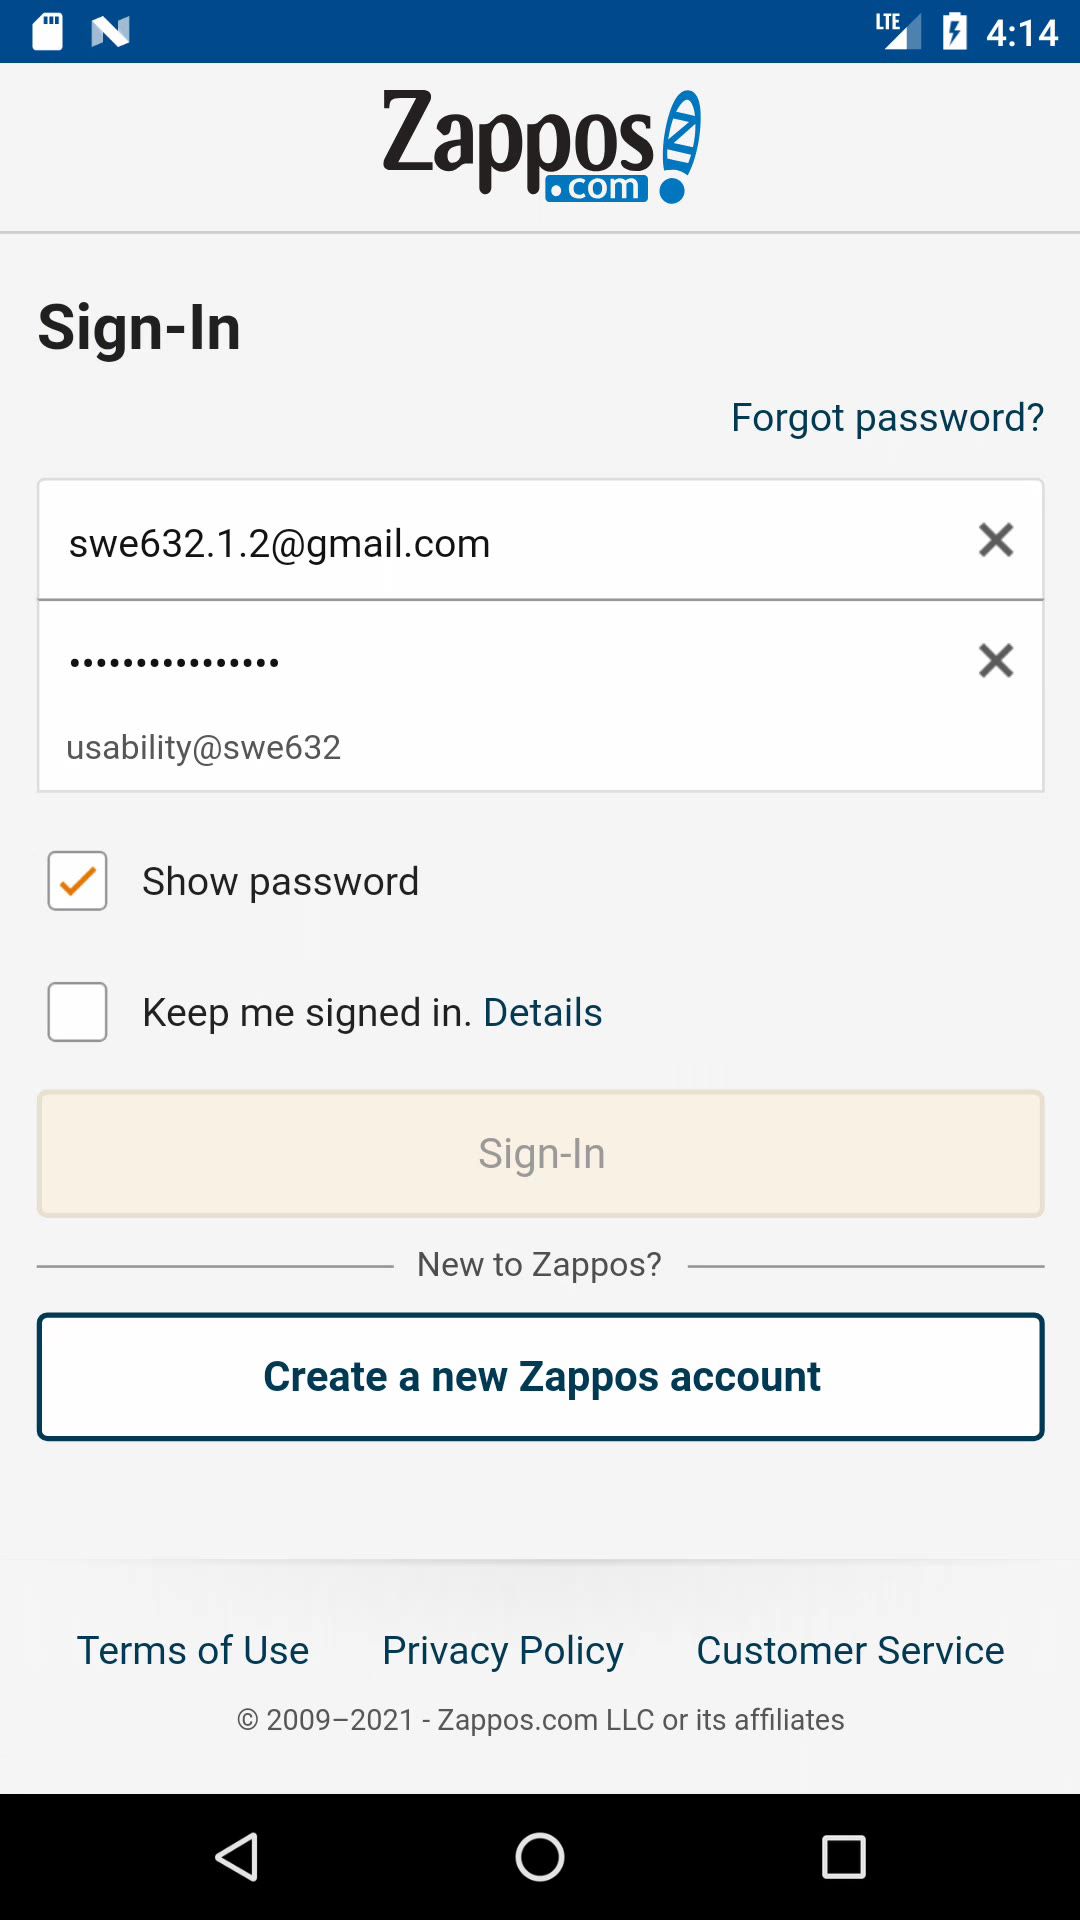 LTE 4:14
Zappos
.com
Sign-In
Forgot password?
swe632.1.2@gmail.com
••••••••••••••••
usability@swe632
Show password
Keep me signed in. Details
Sign-In
New to Zappos?
Create a new Zappos account
Terms of Use Privacy Policy Customer Service
© 2009–2021 - Zappos.com LLC or its affiliates